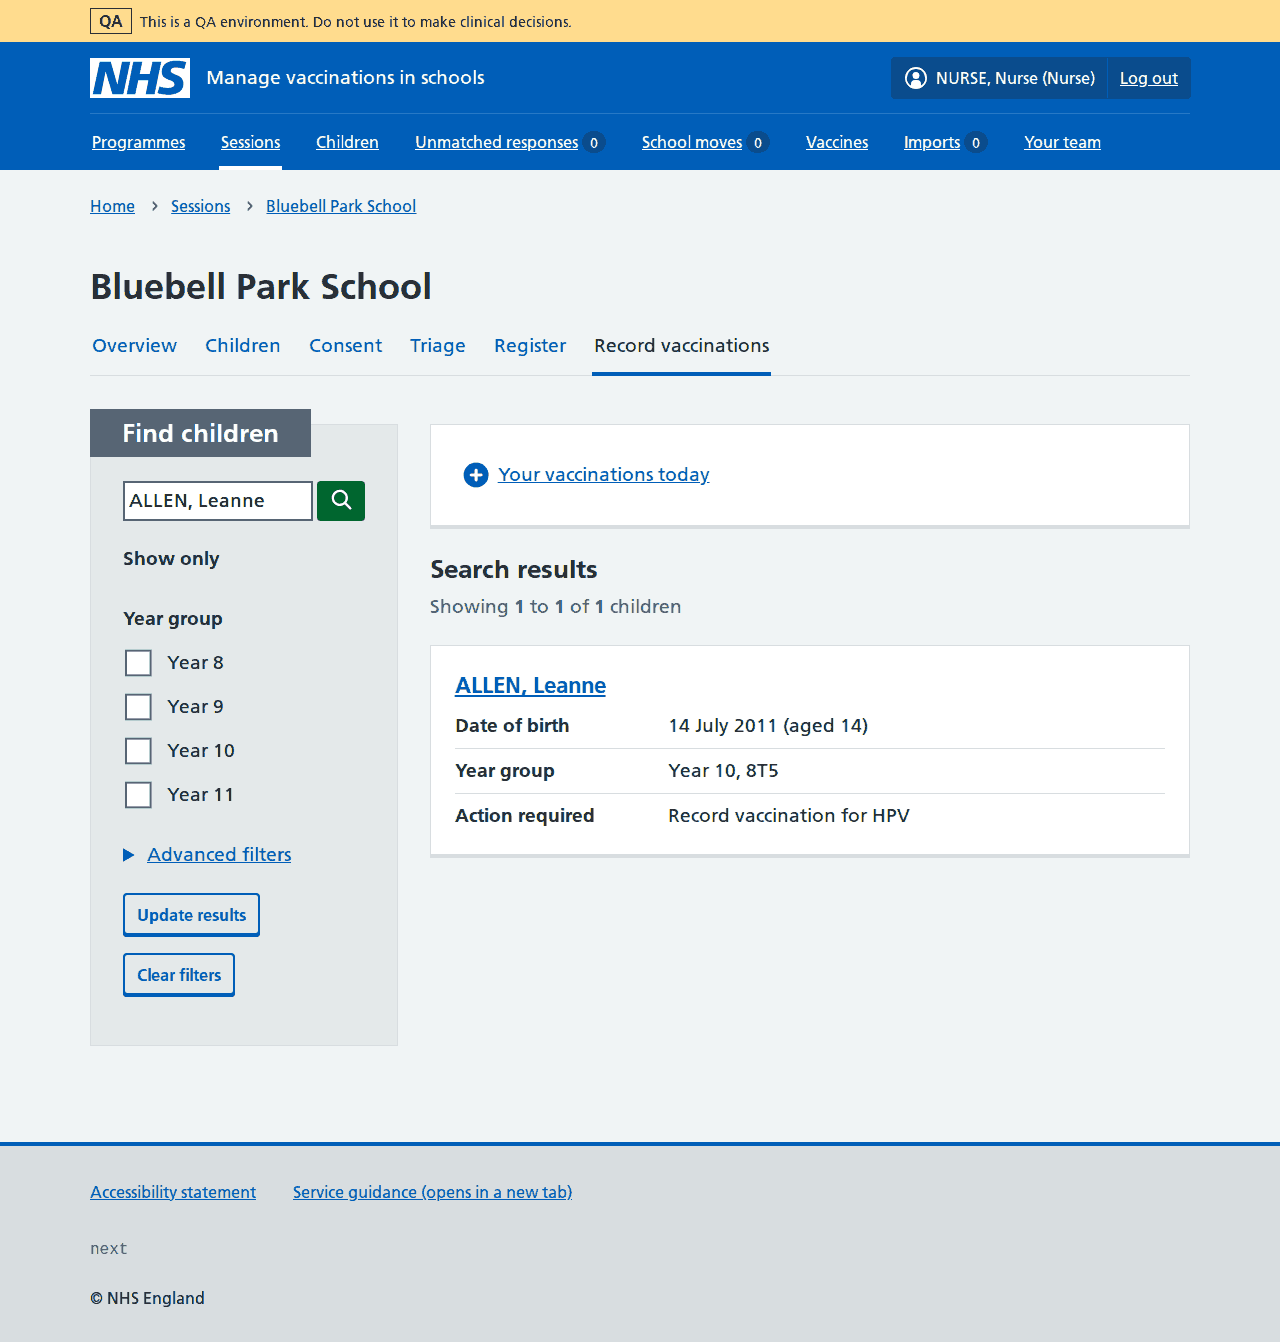 QA This is a QA environment. Do not use it to make clinical decisions.
NHS Manage vaccinations in schools NURSE, Nurse (Nurse) Log out
Programmes Sessions Children Unmatched responses 0 School moves 0 Vaccines Imports 0 Your team
Home Sessions Bluebell Park School
Bluebell Park School
Overview Children Consent Triage Register Record vaccinations
Find children
ALLEN, Leanne
Show only
Year group
Year 8
Year 9
Year 10
Year 11
Advanced filters
Update results
Clear filters
Your vaccinations today
Search results
Showing 1 to 1 of 1 children
ALLEN, Leanne
Date of birth 14 July 2011 (aged 14)
Year group Year 10, 8T5
Action required Record vaccination for HPV
Accessibility statement Service guidance (opens in a new tab)
next
© NHS England